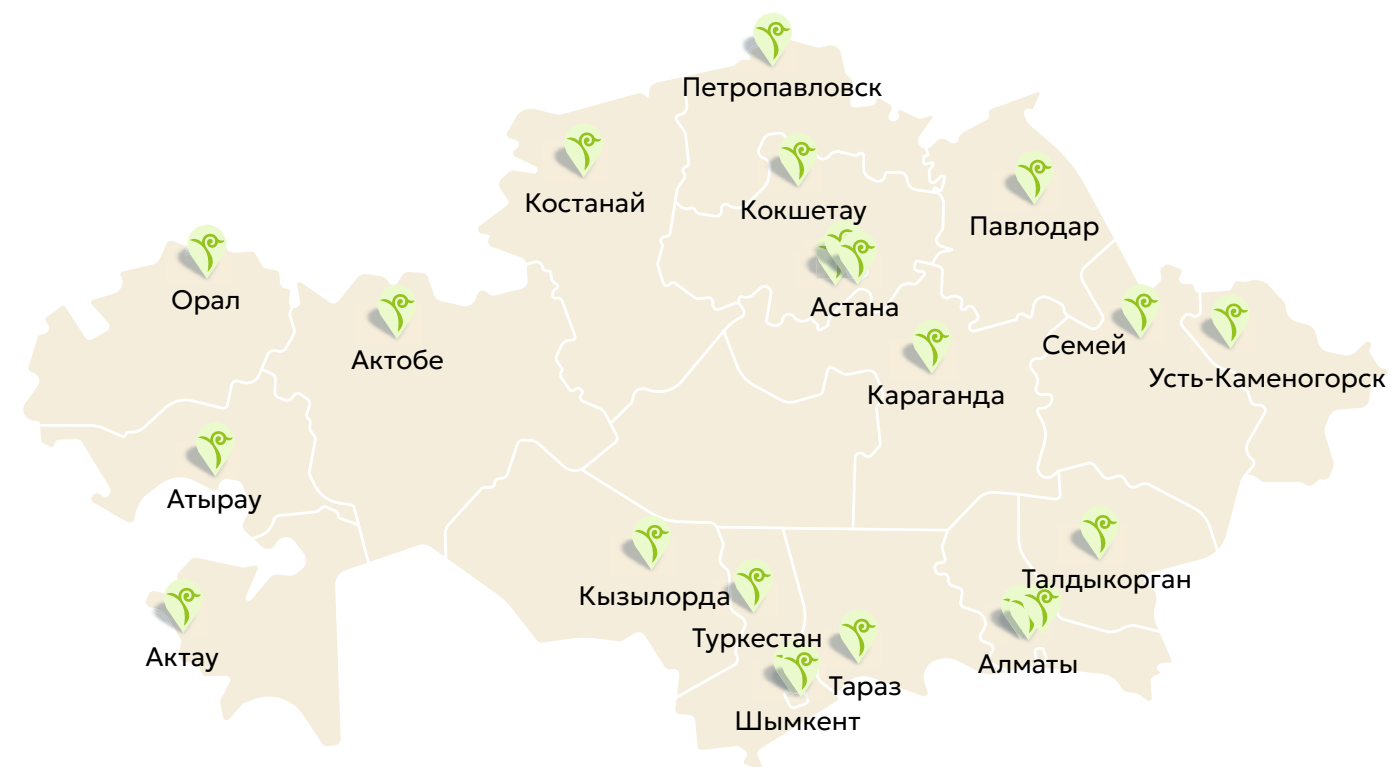 Петропавловск
Костанай
Кокшетау
Павлодар
Орал
Астана
Актобе
Семей
Усть-Каменогорск
Караганда
Атырау
Талдыкорган
Кызылорда
Туркестан
Актау
Алматы
Тараз
Шымкент